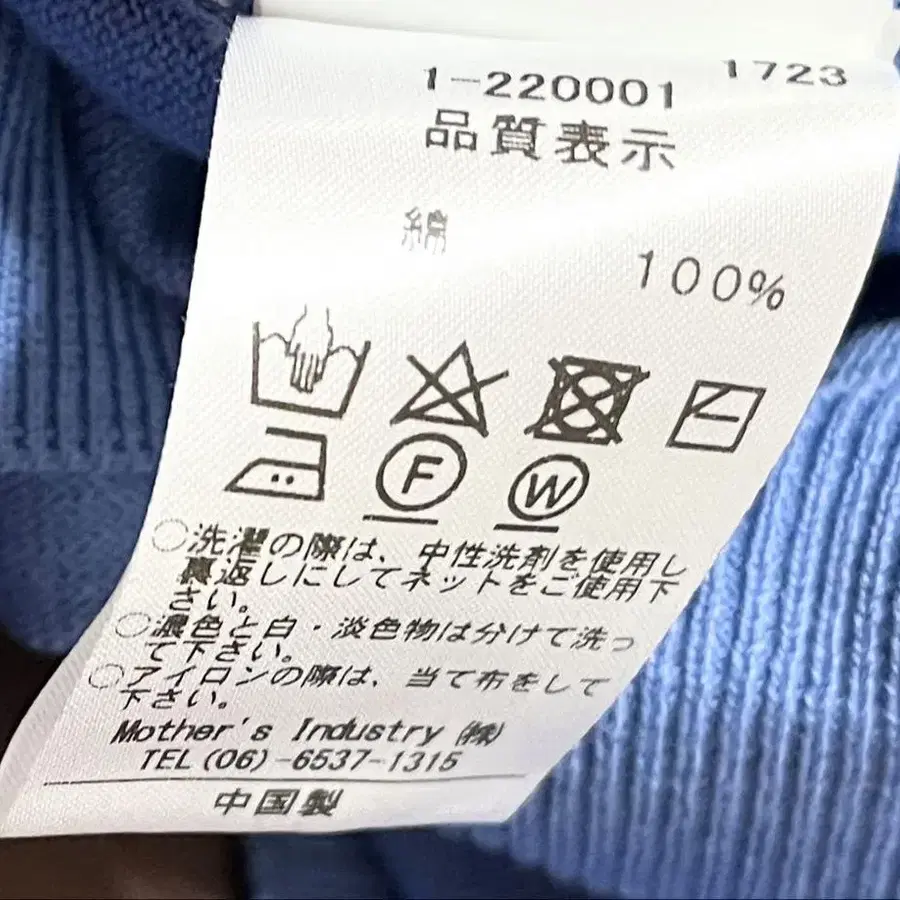 1-220001 1723
品質表示
綿 100%
F W
○洗濯の際は、中性洗剤を使用し
裏返しにしてネットをご使用下
さい。
○濃色と白・淡色物は分けて洗っ
て下さい。
○アイロンの際は、当て布をして
下さい。
Mother's Industry ㈱
TEL(06)-6537-1315
中国製